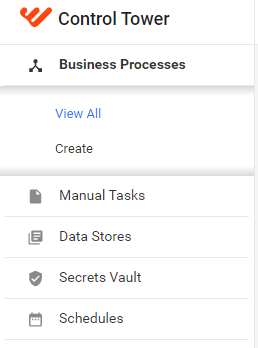 Control Tower
Business Processes
View All
Create
Manual Tasks
Data Stores
Secrets Vault
Schedules